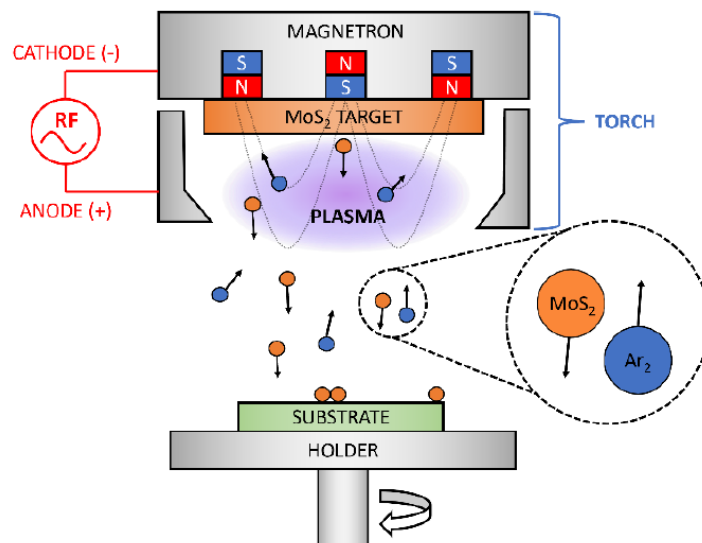 MAGNETRON
CATHODE (-)
S
N
S
N
S
N
RF
MoS₂ TARGET
TORCH
ANODE (+)
PLASMA
MoS₂
Ar₂
SUBSTRATE
HOLDER